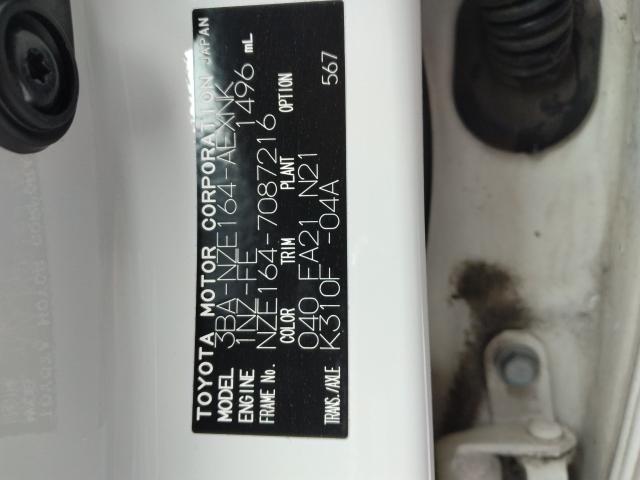 TOYOTA MOTOR CORPORATION JAPAN
MODEL 3BA-NZE164-AEXNK
ENGINE 1NZ-FE 1496 mL
FRAME No. NZE164-7087216
COLOR TRIM PLANT OPTION
040 FA21 N21
TRANS./AXLE K310F -04A 567